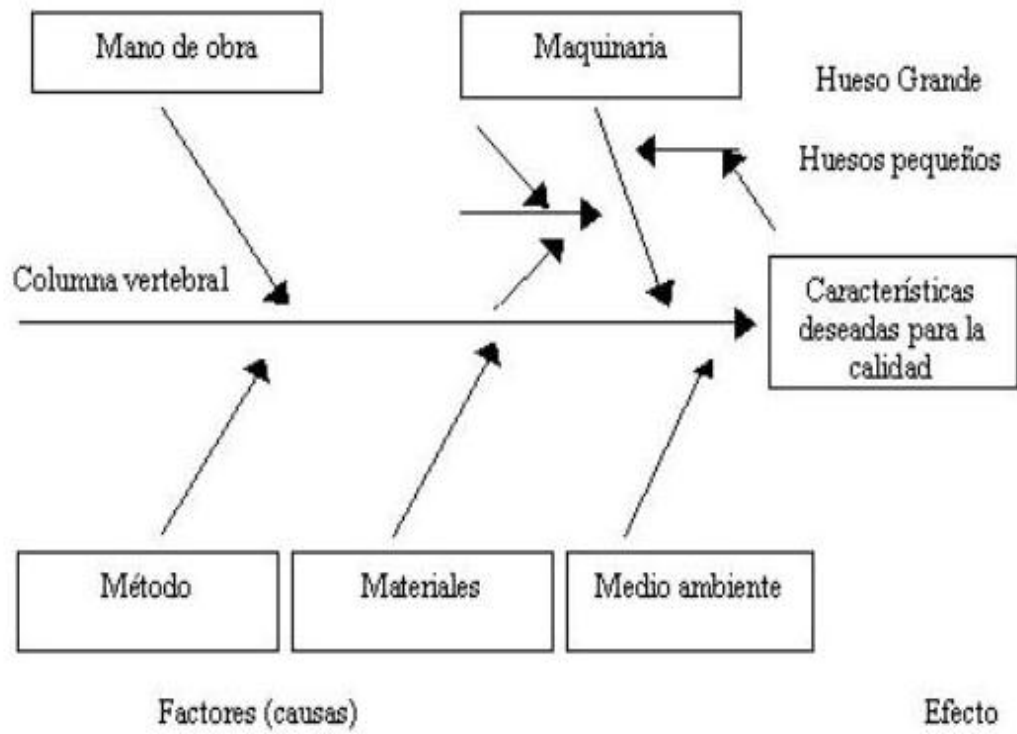 Mano de obra
Maquinaria
Hueso Grande
Huesos pequeños
Columna vertebral
Características
deseadas para la
calidad
Método
Materiales
Medio ambiente
Factores (causas)
Efecto